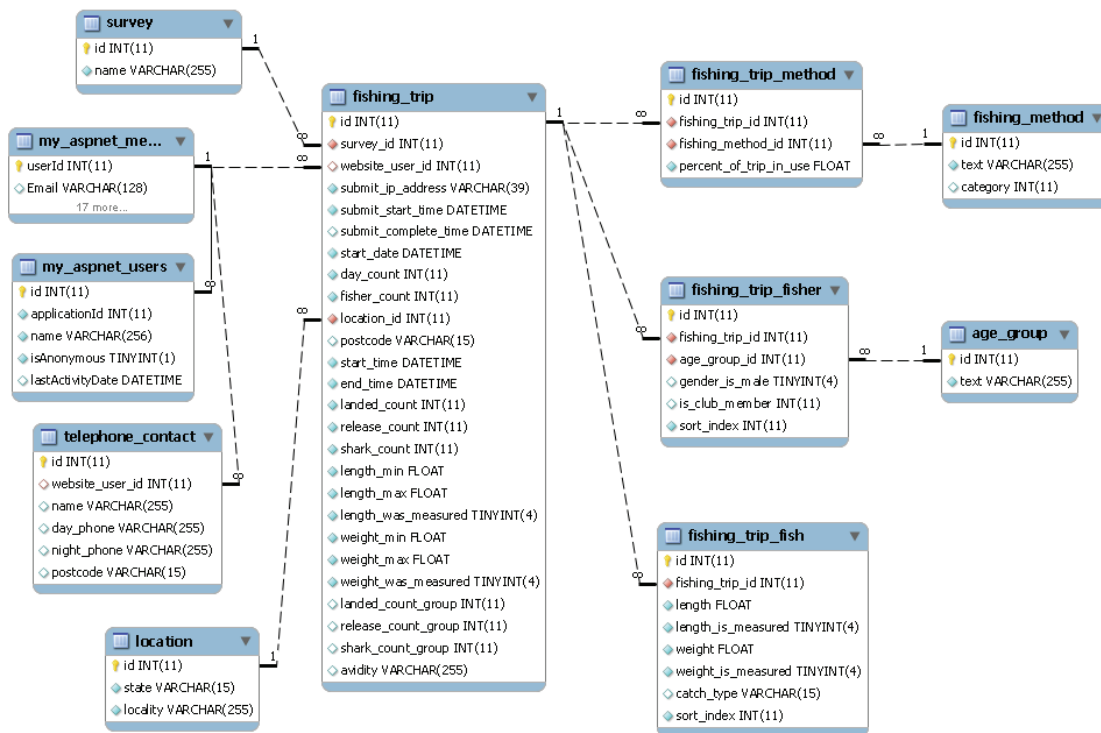 survey
id INT(11)
name VARCHAR(255)
1
my_aspnet_me...
userId INT(11)
Email VARCHAR(128)
17 more...
1
my_aspnet_users
id INT(11)
applicationId INT(11)
name VARCHAR(256)
isAnonymous TINYINT(1)
lastActivityDate DATETIME
∞
telephone_contact
id INT(11)
website_user_id INT(11)
name VARCHAR(255)
day_phone VARCHAR(255)
night_phone VARCHAR(255)
postcode VARCHAR(15)
∞
location
id INT(11)
state VARCHAR(15)
locality VARCHAR(255)
1
fishing_trip
id INT(11)
∞
survey_id INT(11)
∞
website_user_id INT(11)
submit_ip_address VARCHAR(39)
submit_start_time DATETIME
submit_complete_time DATETIME
start_date DATETIME
day_count INT(11)
fisher_count INT(11)
∞
location_id INT(11)
postcode VARCHAR(15)
start_time DATETIME
end_time DATETIME
landed_count INT(11)
release_count INT(11)
shark_count INT(11)
length_min FLOAT
length_max FLOAT
length_was_measured TINYINT(4)
weight_min FLOAT
weight_max FLOAT
weight_was_measured TINYINT(4)
landed_count_group INT(11)
release_count_group INT(11)
shark_count_group INT(11)
avidity VARCHAR(255)
1
fishing_trip_method
id INT(11)
∞
fishing_trip_id INT(11)
fishing_method_id INT(11)
percent_of_trip_in_use FLOAT
∞
1
fishing_method
id INT(11)
text VARCHAR(255)
category INT(11)
fishing_trip_fisher
id INT(11)
∞
fishing_trip_id INT(11)
age_group_id INT(11)
gender_is_male TINYINT(4)
is_club_member INT(11)
sort_index INT(11)
∞
1
age_group
id INT(11)
text VARCHAR(255)
fishing_trip_fish
id INT(11)
∞
fishing_trip_id INT(11)
length FLOAT
length_is_measured TINYINT(4)
weight FLOAT
weight_is_measured TINYINT(4)
catch_type VARCHAR(15)
sort_index INT(11)